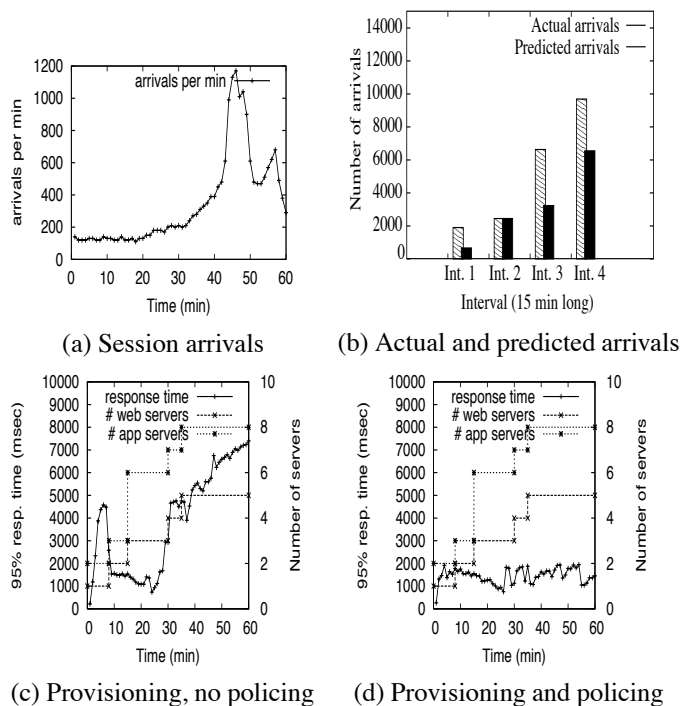 1200
1000
800
600
400
200
0
arrivals per min
arrivals per min
0 10 20 30 40 50 60
Time (min)
(a) Session arrivals
14000
12000
10000
8000
6000
4000
2000
0
Number of arrivals
Actual arrivals
Predicted arrivals
Int. 1 Int. 2 Int. 3 Int. 4
Interval (15 min long)
(b) Actual and predicted arrivals
10000
9000
8000
7000
6000
5000
4000
3000
2000
1000
0
95% resp. time (msec)
response time
# web servers
# app servers
10
8
6
4
2
0
Number of servers
0 10 20 30 40 50 60
Time (min)
(c) Provisioning, no policing
10000
9000
8000
7000
6000
5000
4000
3000
2000
1000
0
95% resp. time (msec)
response time
# web servers
# app servers
10
8
6
4
2
0
Number of servers
0 10 20 30 40 50 60
Time (min)
(d) Provisioning and policing